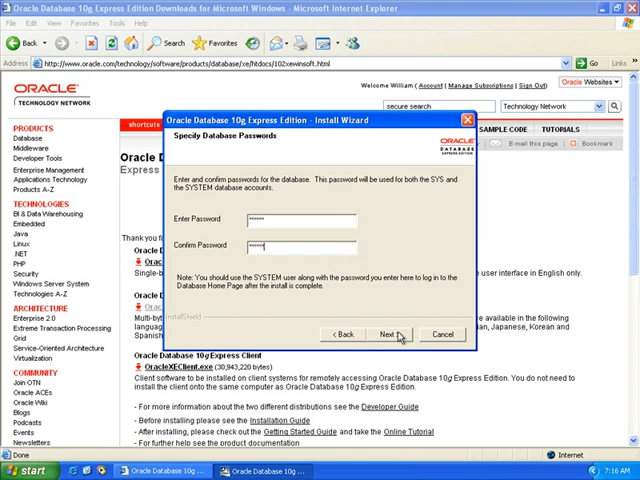 Oracle Database 10g Express Edition Downloads for Microsoft Windows - Microsoft Internet Explorer
File Edit View Favorites Tools Help
Back Search Favorites
Address http://www.oracle.com/technology/software/products/database/xe/htdocs/102xewinsoft.html Go
ORACLE
TECHNOLOGY NETWORK
Welcome William ( Account | Manage Subscriptions | Sign Out)
Oracle Websites
secure search
Technology Network
PRODUCTS
Database
Middleware
Developer Tools
Enterprise Management
Applications Technology
Products A-Z
TECHNOLOGIES
BI & Data Warehousing
Embedded
Java
Linux
.NET
PHP
Security
Windows Server System
Technologies A-Z
ARCHITECTURE
Enterprise 2.0
Extreme Transaction Processing
Grid
Service-Oriented Architecture
Virtualization
COMMUNITY
Join OTN
Oracle ACEs
Oracle Wiki
Blogs
Podcasts
Events
Newsletters
shortcuts
SAMPLE CODE TUTORIALS
E-mail this page Bookmark
Express
Thank you for
Single-b
e user interface in English only.
Multi-byt
available in the following
languag
an, Japanese, Korean and
Spanish.
Oracle Database 10g Express Client
OracleXEClient.exe (30,943,220 bytes)
Client software to be installed on client systems for remotely accessing Oracle Database 10g Express Edition. You do not need to
install the client onto the same computer as Oracle Database 10g Express Edition.
- For more information about the two different distributions see the Developer Guide
- Before installing please see the Installation Guide
- After installing, please check out the Getting Started Guide and take the Online Tutorial
- For further help see the product documentation
Oracle Database 10g Express Edition - Install Wizard
Specify Database Passwords
ORACLE
DATABASE
EXPRESS EDITION
Enter and confirm passwords for the database. This password will be used for both the SYS and
the SYSTEM database accounts.
Enter Password ******
Confirm Password ******
Note: You should use the SYSTEM user along with the password you enter here to log in to the
Database Home Page after the install is complete.
InstallShield
< Back Next > Cancel
Done Internet
start Oracle Database 10g ... Oracle Database 10g ... 7:16 AM